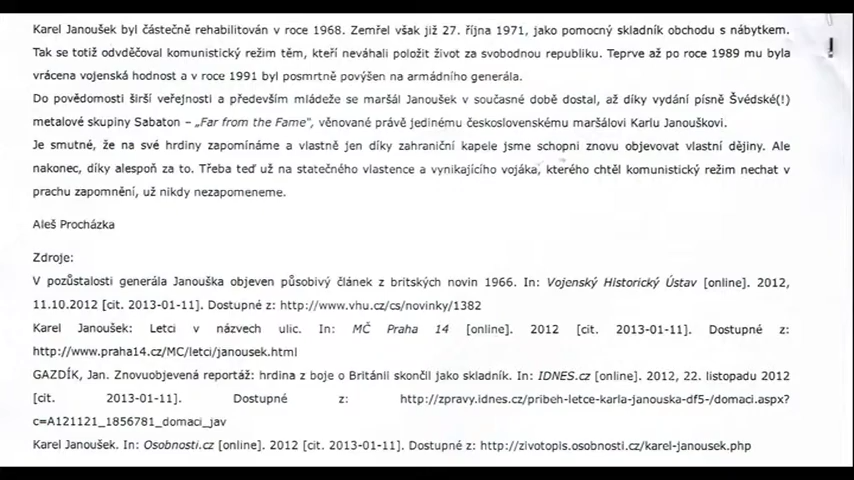 Karel Janoušek byl částečně rehabilitován v roce 1968. Zemřel však již 27. října 1971, jako pomocný skladník obchodu s nábytkem.
Tak se totiž odvděčoval komunistický režim těm, kteří neváhali položit život za svobodnou republiku. Teprve až po roce 1989 mu byla
vrácena vojenská hodnost a v roce 1991 byl posmrtně povýšen na armádního generála.
Do povědomosti širší veřejnosti a především mládeže se maršál Janoušek v současné době dostal, až díky vydání písně Švédské(!)
metalové skupiny Sabaton – „Far from the Fame", věnované právě jedinému československému maršálovi Karlu Janouškovi.
Je smutné, že na své hrdiny zapomínáme a vlastně jen díky zahraniční kapele jsme schopni znovu objevovat vlastní dějiny. Ale
nakonec, díky alespoň za to. Třeba teď už na statečného vlastence a vynikajícího vojáka, kterého chtěl komunistický režim nechat v
prachu zapomnění, už nikdy nezapomeneme.
Aleš Procházka
Zdroje:
V pozůstalosti generála Janouška objeven působivý článek z britských novin 1966. In: Vojenský Historický Ústav [online]. 2012,
11.10.2012 [cit. 2013-01-11]. Dostupné z: http://www.vhu.cz/cs/novinky/1382
Karel Janoušek: Letci v názvech ulic. In: MČ Praha 14 [online]. 2012 [cit. 2013-01-11]. Dostupné z:
http://www.praha14.cz/MC/letci/janousek.html
GAZDÍK, Jan. Znovuobjevená reportáž: hrdina z boje o Británii skončil jako skladník. In: IDNES.cz [online]. 2012, 22. listopadu 2012
[cit. 2013-01-11]. Dostupné z: http://zpravy.idnes.cz/pribeh-letce-karla-janouska-df5-/domaci.aspx?
c=A121121_1856781_domaci_jav
Karel Janoušek. In: Osobnosti.cz [online]. 2012 [cit. 2013-01-11]. Dostupné z: http://zivotopis.osobnosti.cz/karel-janousek.php